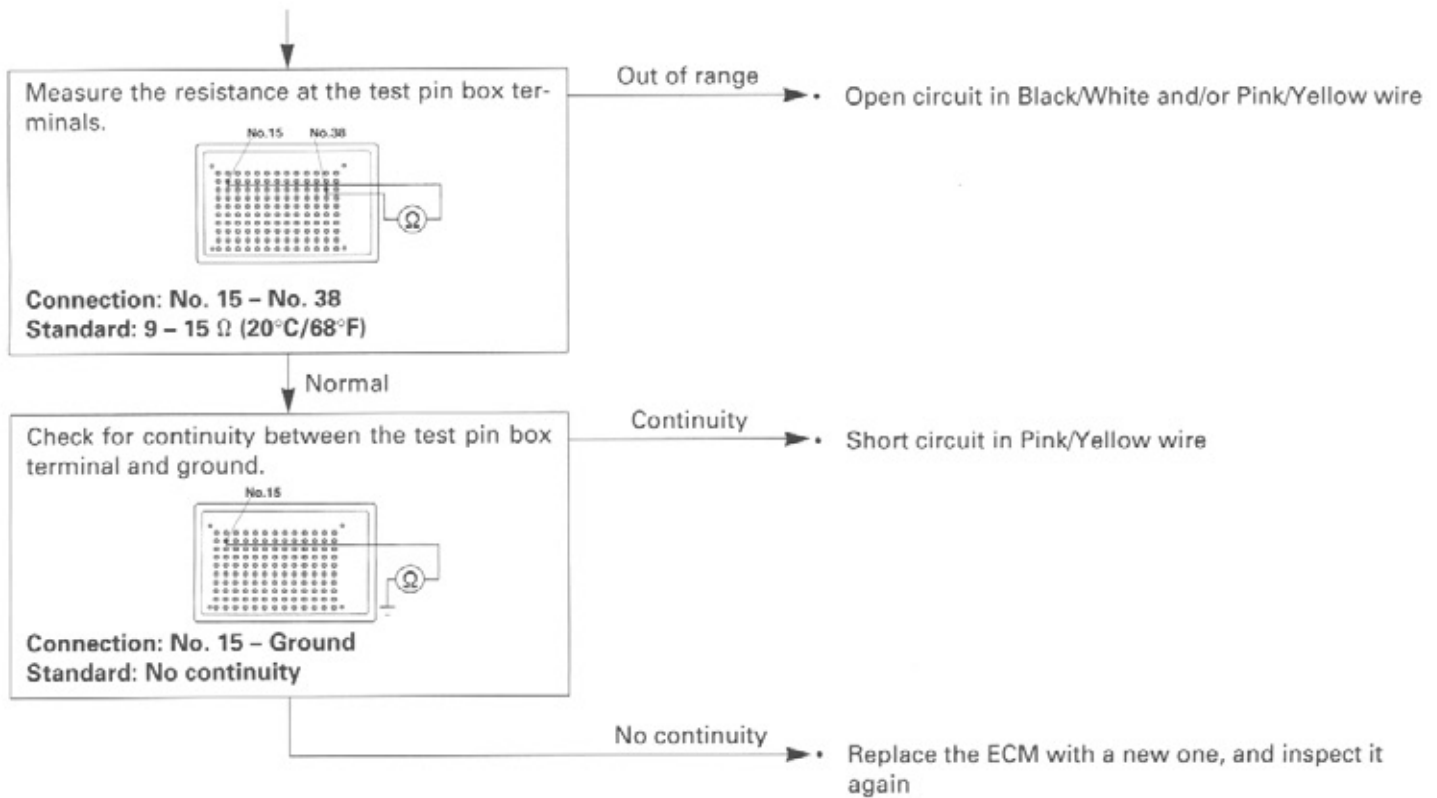 Measure the resistance at the test pin box ter-
minals.
No.15 No.38
Ω
Connection: No. 15 – No. 38
Standard: 9 – 15 Ω (20°C/68°F)
Out of range
• Open circuit in Black/White and/or Pink/Yellow wire
Normal
Check for continuity between the test pin box
terminal and ground.
No.15
Ω
Connection: No. 15 – Ground
Standard: No continuity
Continuity
• Short circuit in Pink/Yellow wire
No continuity
• Replace the ECM with a new one, and inspect it
again